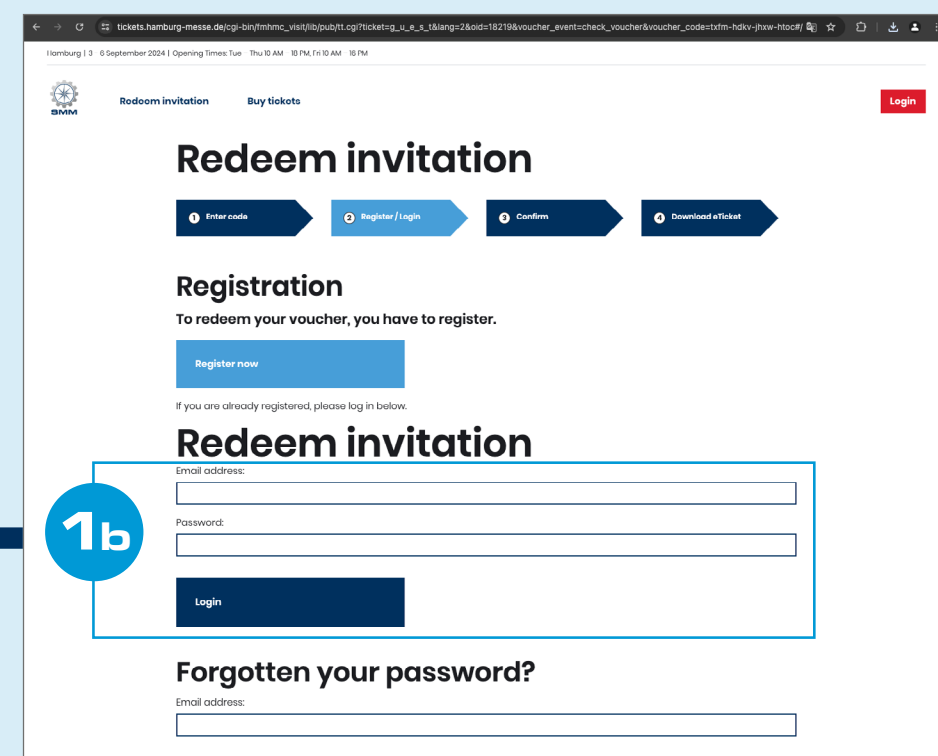 tickets.hamburg-messe.de/cgi-bin/fmhmc_visit/lib/pub/tt.cgi?ticket=g_u_e_s_t&lang=2&oid=18219&voucher_event=check_voucher&voucher_code=txfm-hdkv-jhxw-htoc#/
Hamburg | 3 6 September 2024 | Opening Times: Tue Thu 10 AM 18 PM, Fri 10 AM 16 PM
SMM
Redeem invitation Buy tickets Login
Redeem invitation
1 Enter code 2 Register / Login 3 Confirm 4 Download eTicket
Registration
To redeem your voucher, you have to register.
Register now
If you are already registered, please log in below.
Redeem invitation
Email address:
1b
Password:
Login
Forgotten your password?
Email address: